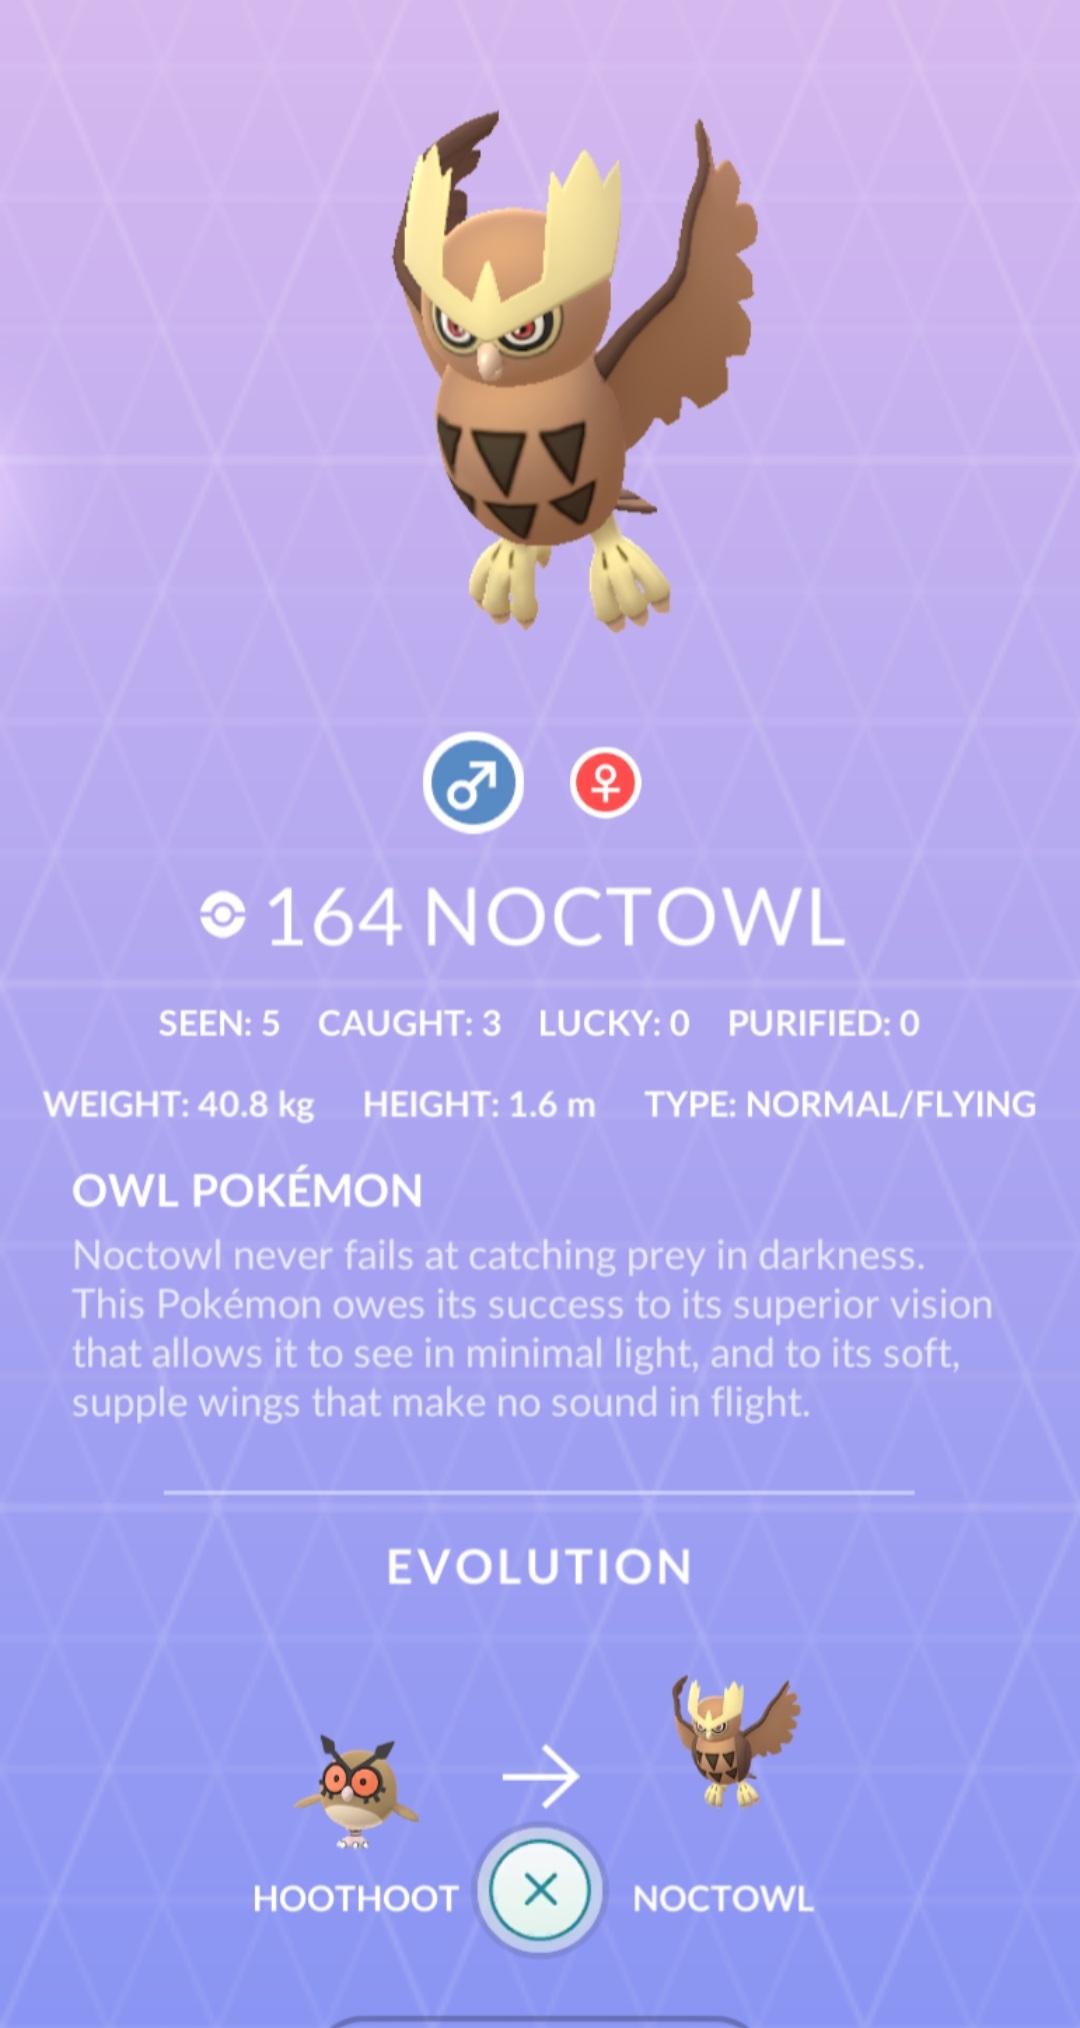 164 NOCTOWL
SEEN: 5 CAUGHT: 3 LUCKY: 0 PURIFIED: 0
WEIGHT: 40.8 kg HEIGHT: 1.6 m TYPE: NORMAL/FLYING
OWL POKÉMON
Noctowl never fails at catching prey in darkness.
This Pokémon owes its success to its superior vision
that allows it to see in minimal light, and to its soft,
supple wings that make no sound in flight.
EVOLUTION
HOOTHOOT NOCTOWL